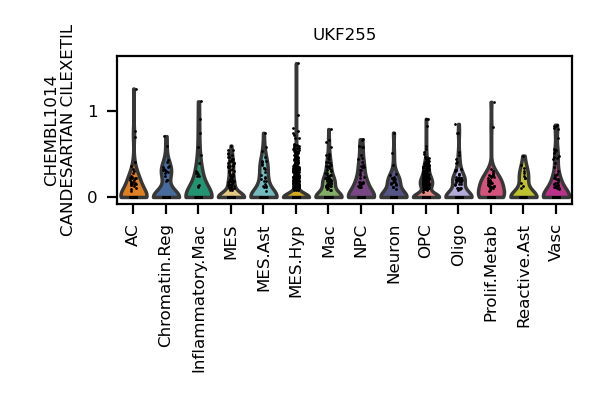 UKF255
CHEMBL1014
CANDESARTAN CILEXETIL
1
0
AC
Chromatin.Reg
Inflammatory.Mac
MES
MES.Ast
MES.Hyp
Mac
NPC
Neuron
OPC
Oligo
Prolif.Metab
Reactive.Ast
Vasc